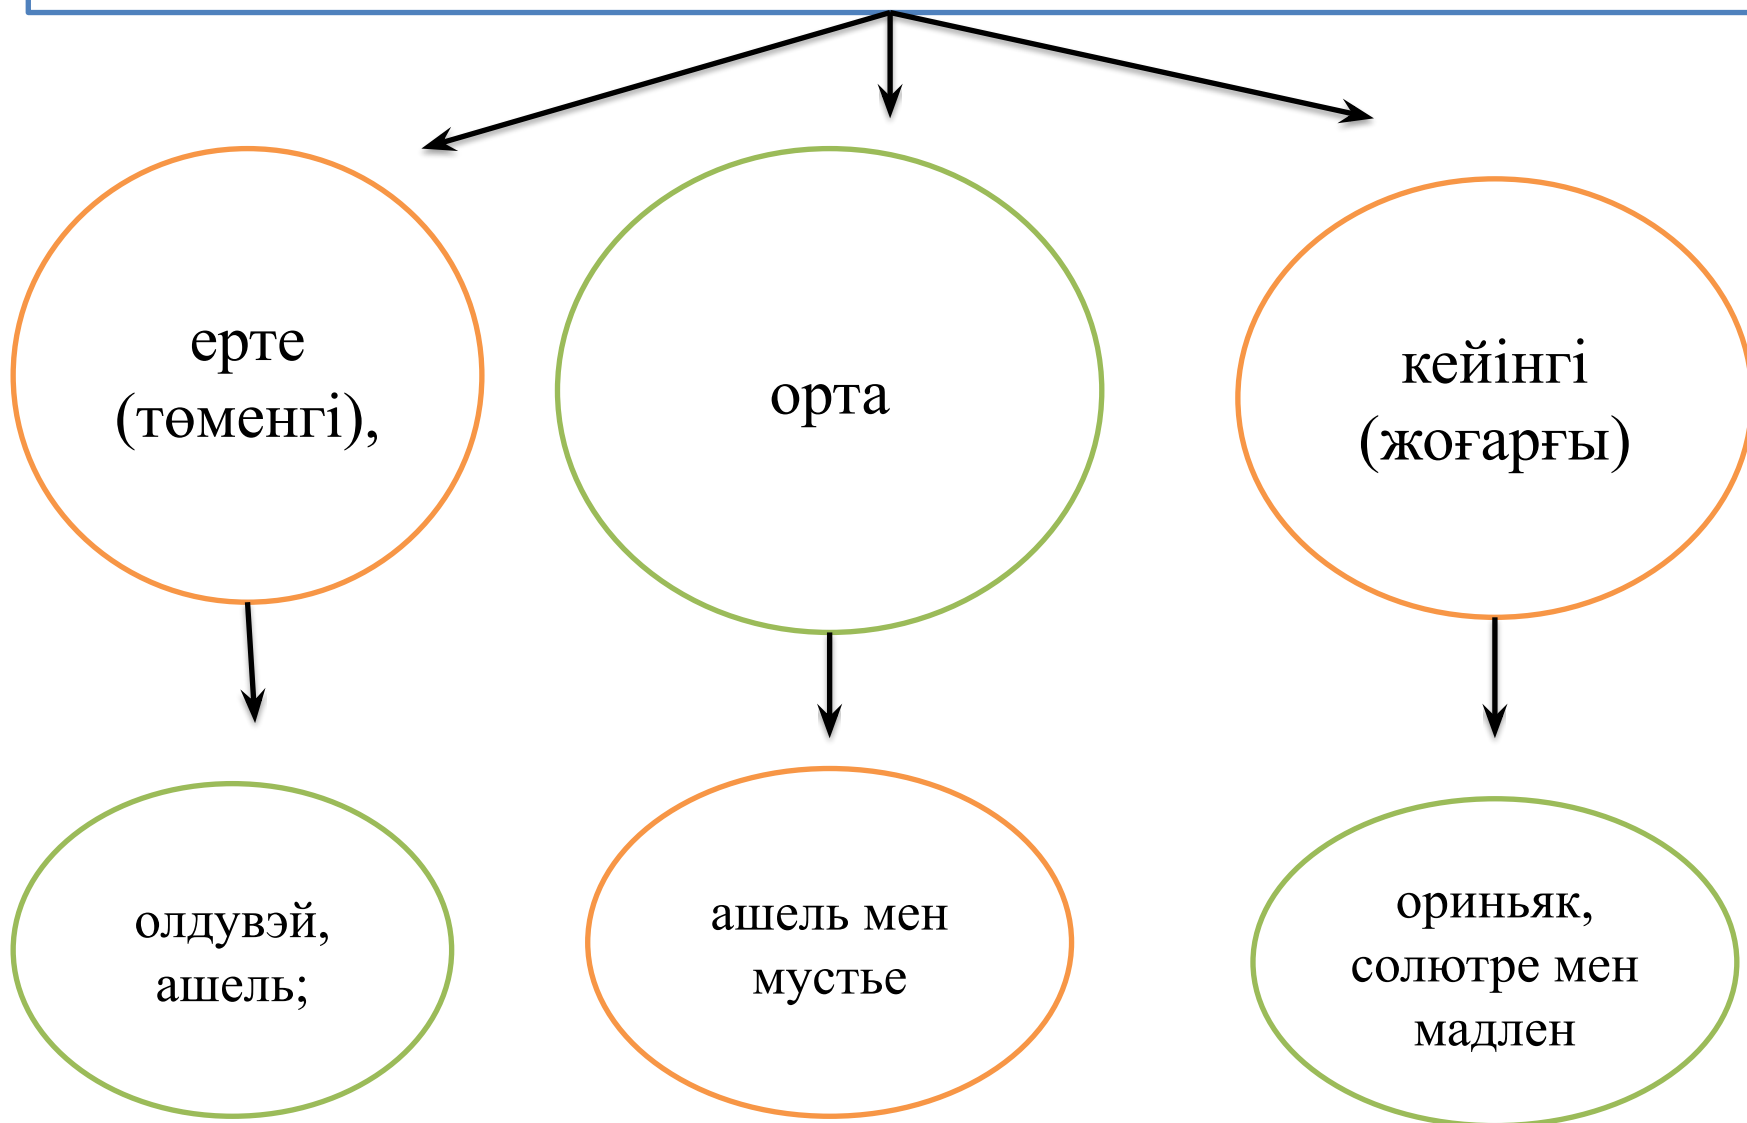 ерте
(төменгі),
орта
кейінгі
(жоғарғы)
олдувэй,
ашель;
ашель мен
мустье
ориньяк,
солютре мен
мадлен